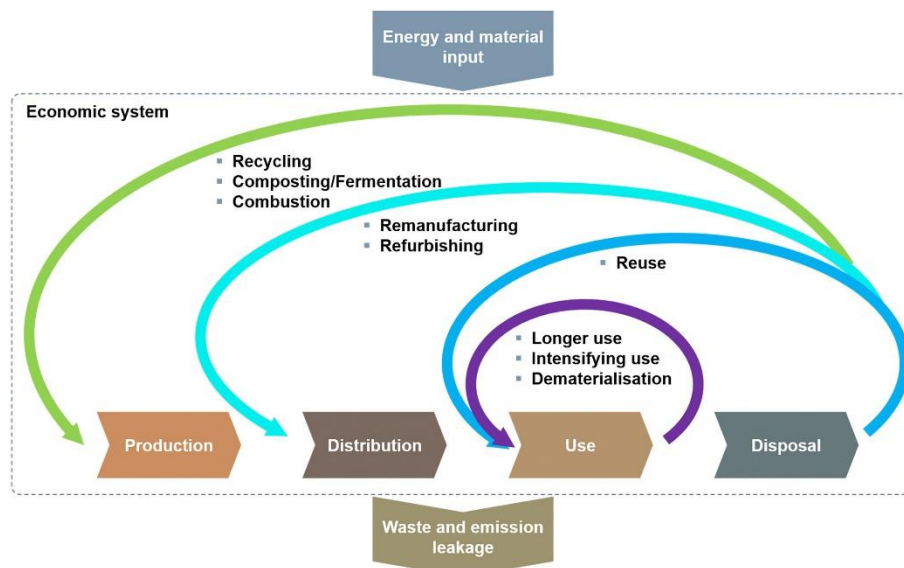 Energy and material
input
Economic system
Recycling
Composting/Fermentation
Combustion
Remanufacturing
Refurbishing
Reuse
Longer use
Intensifying use
Dematerialisation
Production
Distribution
Use
Disposal
Waste and emission
leakage